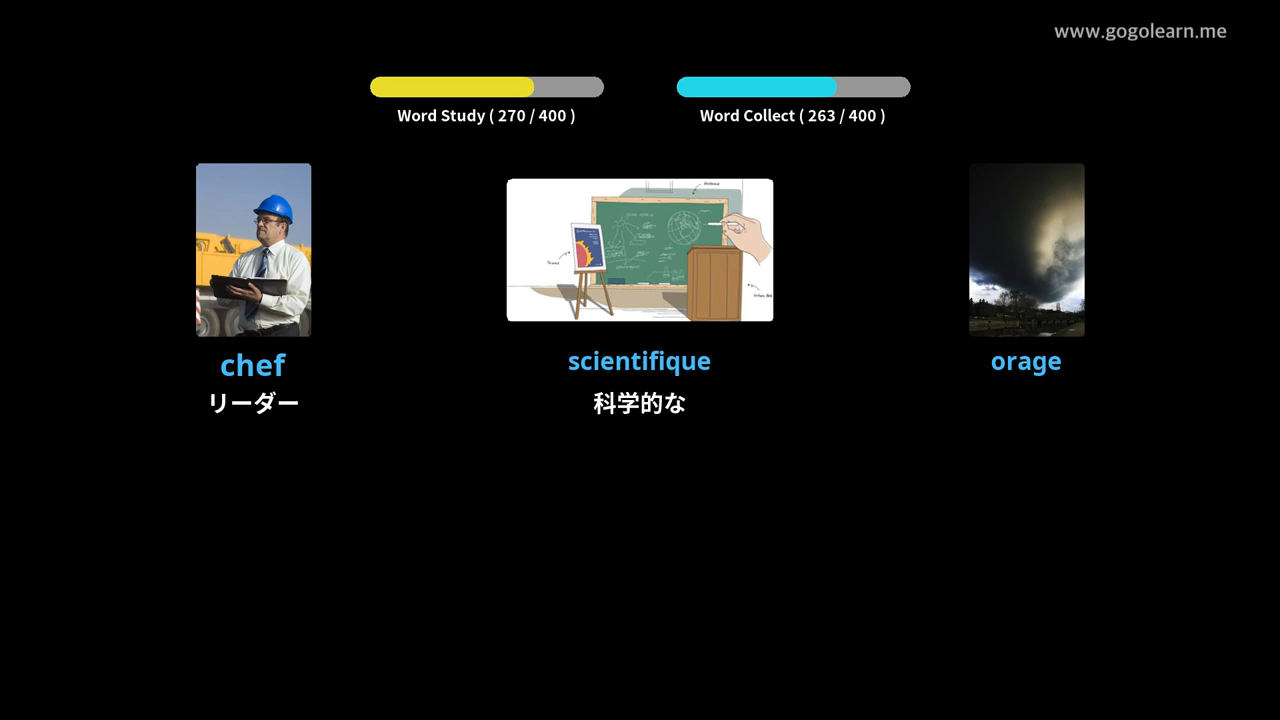 www.gogolearn.me
Word Study ( 270 / 400 )
Word Collect ( 263 / 400 )
chef
scientifique
orage
リーダー
科学的な